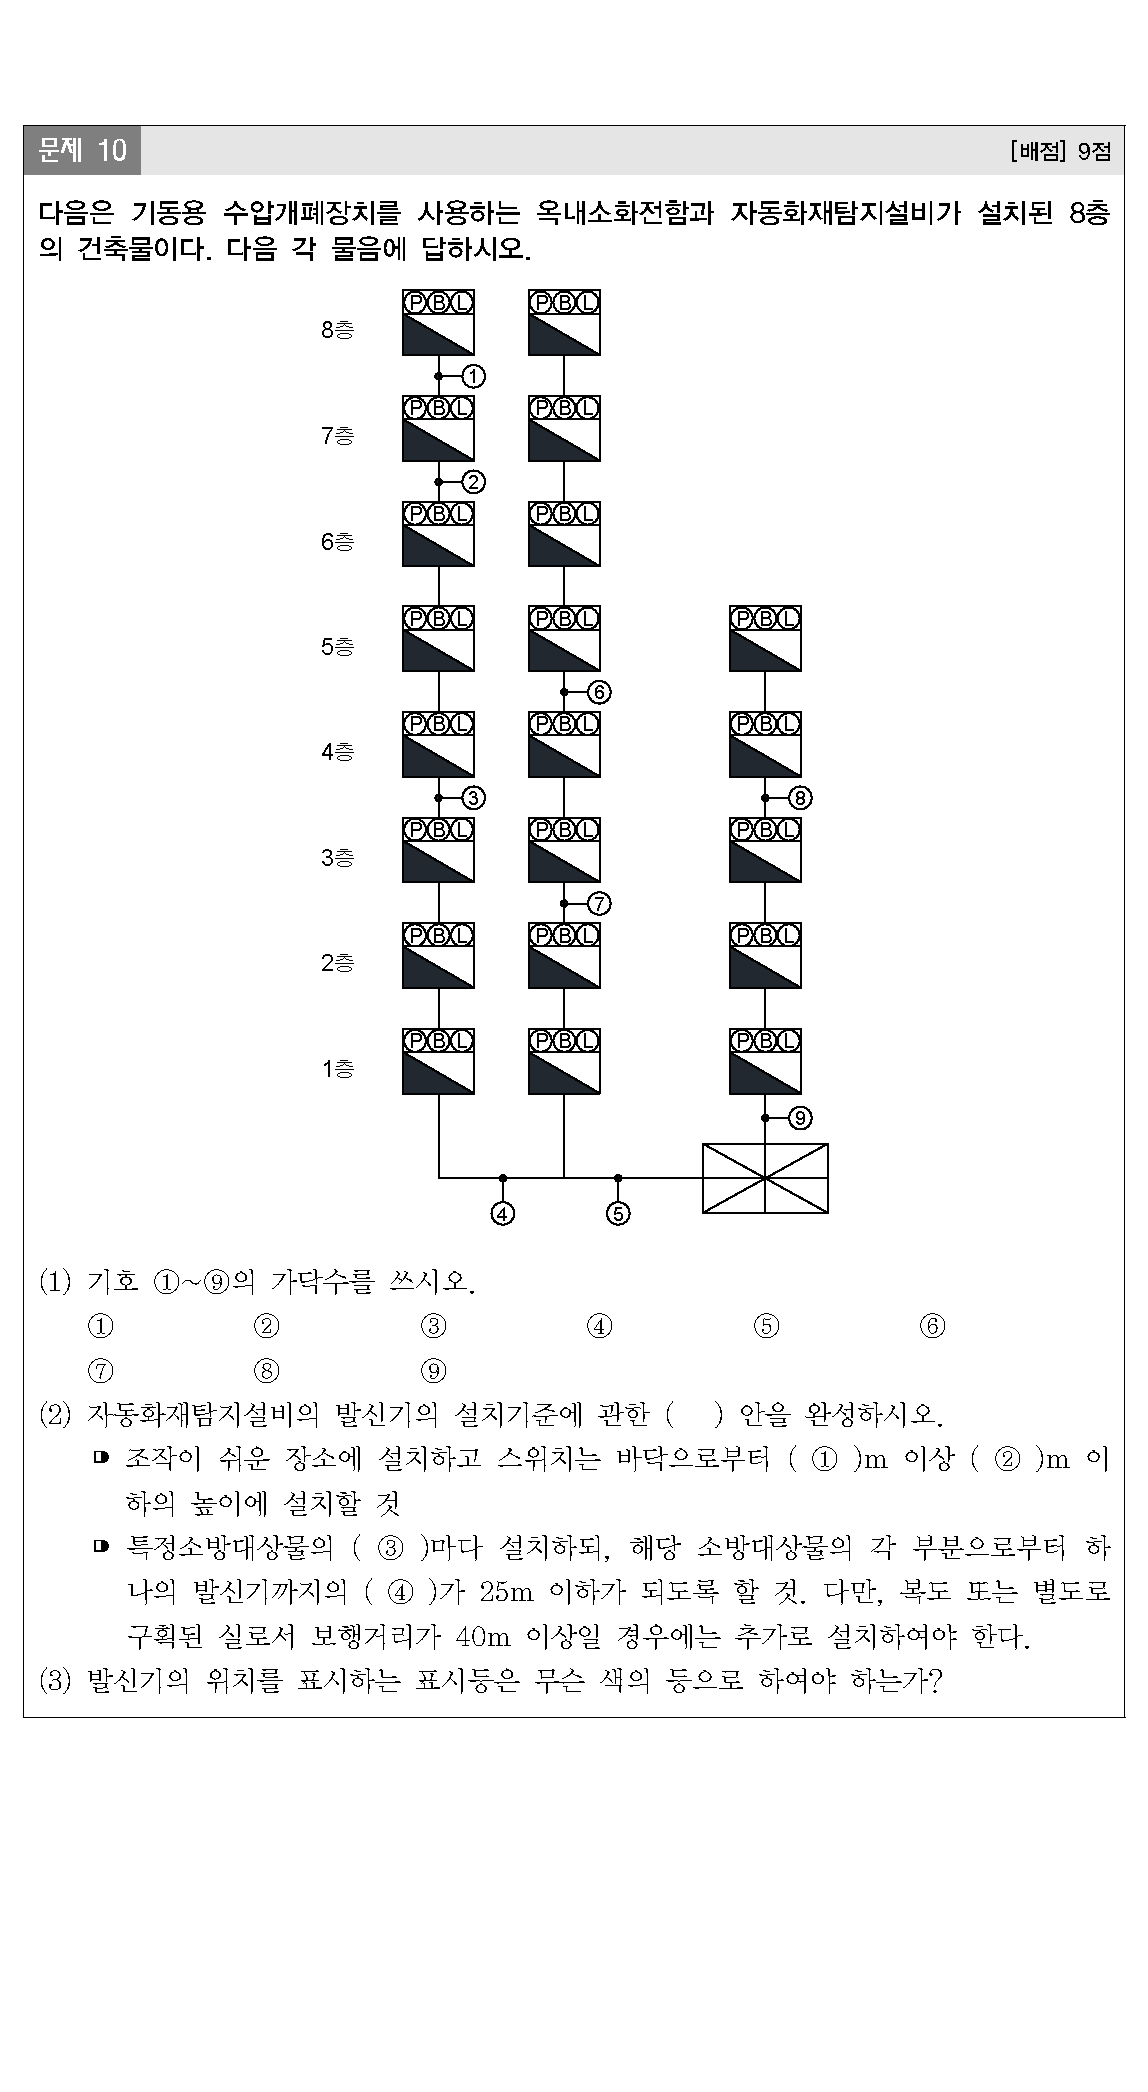 문제 10 [배점] 9점
다음은 기동용 수압개폐장치를 사용하는 옥내소화전함과 자동화재탐지설비가 설치된 8층
의 건축물이다. 다음 각 물음에 답하시오.
8층 P B L P B L
①
7층 P B L P B L
②
6층 P B L P B L
5층 P B L P B L P B L
⑥
4층 P B L P B L P B L
③ ⑧
3층 P B L P B L P B L
⑦
2층 P B L P B L P B L
1층 P B L P B L P B L
⑨
④ ⑤
(1) 기호 ①~⑨의 가닥수를 쓰시오.
① ② ③ ④ ⑤ ⑥
⑦ ⑧ ⑨
(2) 자동화재탐지설비의 발신기의 설치기준에 관한 ( ) 안을 완성하시오.
조작이 쉬운 장소에 설치하고 스위치는 바닥으로부터 ( ① )m 이상 ( ② )m 이
하의 높이에 설치할 것
특정소방대상물의 ( ③ )마다 설치하되, 해당 소방대상물의 각 부분으로부터 하
나의 발신기까지의 ( ④ )가 25m 이하가 되도록 할 것. 다만, 복도 또는 별도로
구획된 실로서 보행거리가 40m 이상일 경우에는 추가로 설치하여야 한다.
(3) 발신기의 위치를 표시하는 표시등은 무슨 색의 등으로 하여야 하는가?